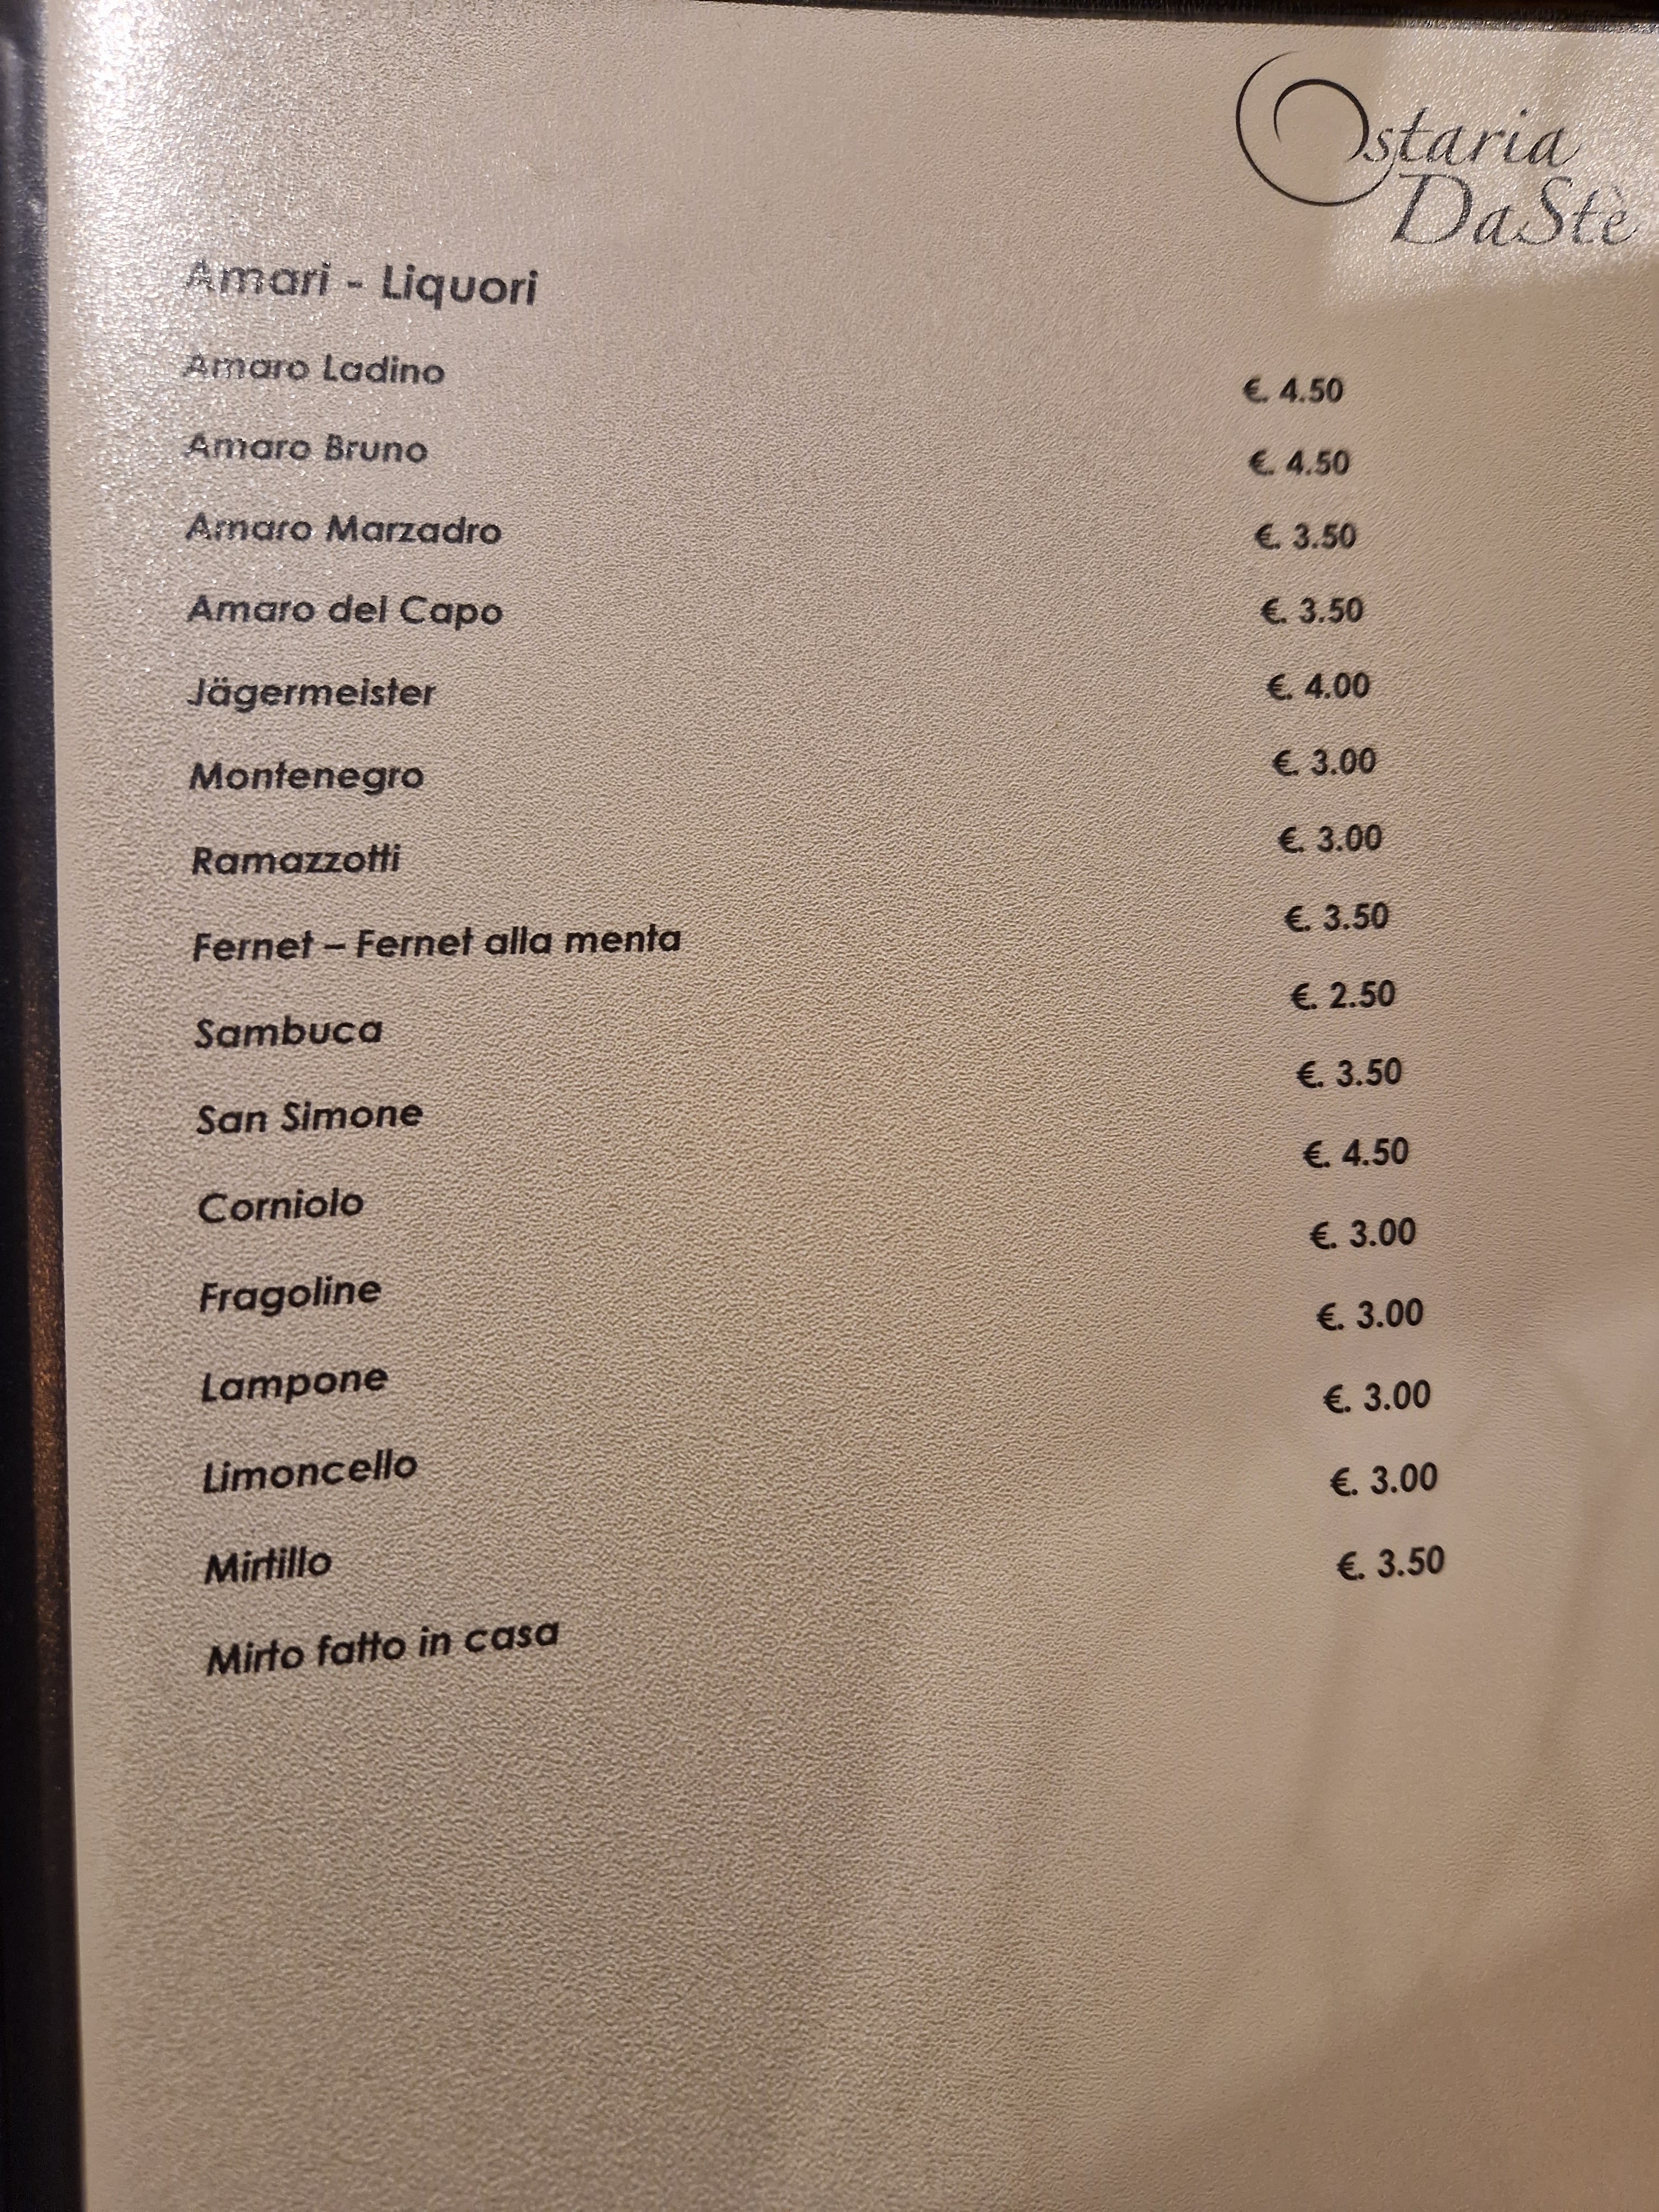 Ostaria
DaStè
Amari - Liquori
Amaro Ladino €. 4.50
Amaro Bruno €. 4.50
Amaro Marzadro €. 3.50
Amaro del Capo €. 3.50
Jägermeister €. 4.00
Montenegro €. 3.00
Ramazzotti €. 3.00
Fernet – Fernet alla menta €. 3.50
Sambuca €. 2.50
San Simone €. 3.50
Corniolo €. 4.50
Fragoline €. 3.00
Lampone €. 3.00
Limoncello €. 3.00
Mirtillo €. 3.00
Mirto fatto in casa €. 3.50